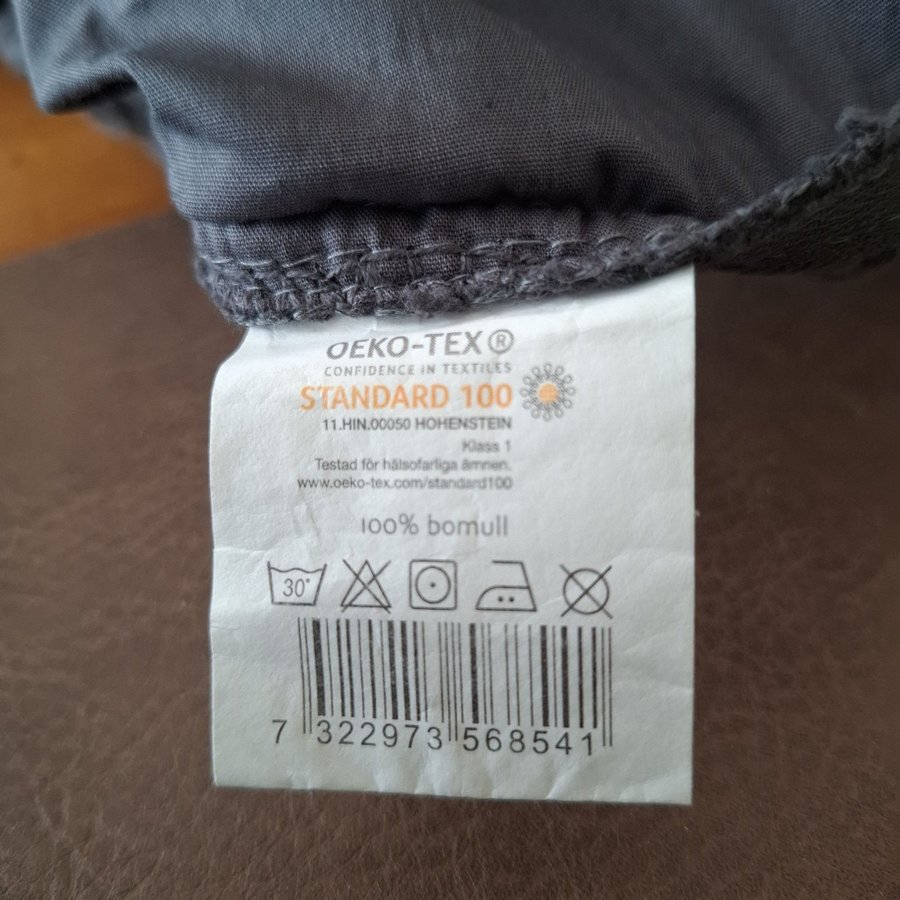 OEKO-TEX®
CONFIDENCE IN TEXTILES
STANDARD 100
11.HIN.00050 HOHENSTEIN
Klass 1
Testad för hälsofarliga ämnen.
www.oeko-tex.com/standard100
100% bomull
30°
7 322973 568541